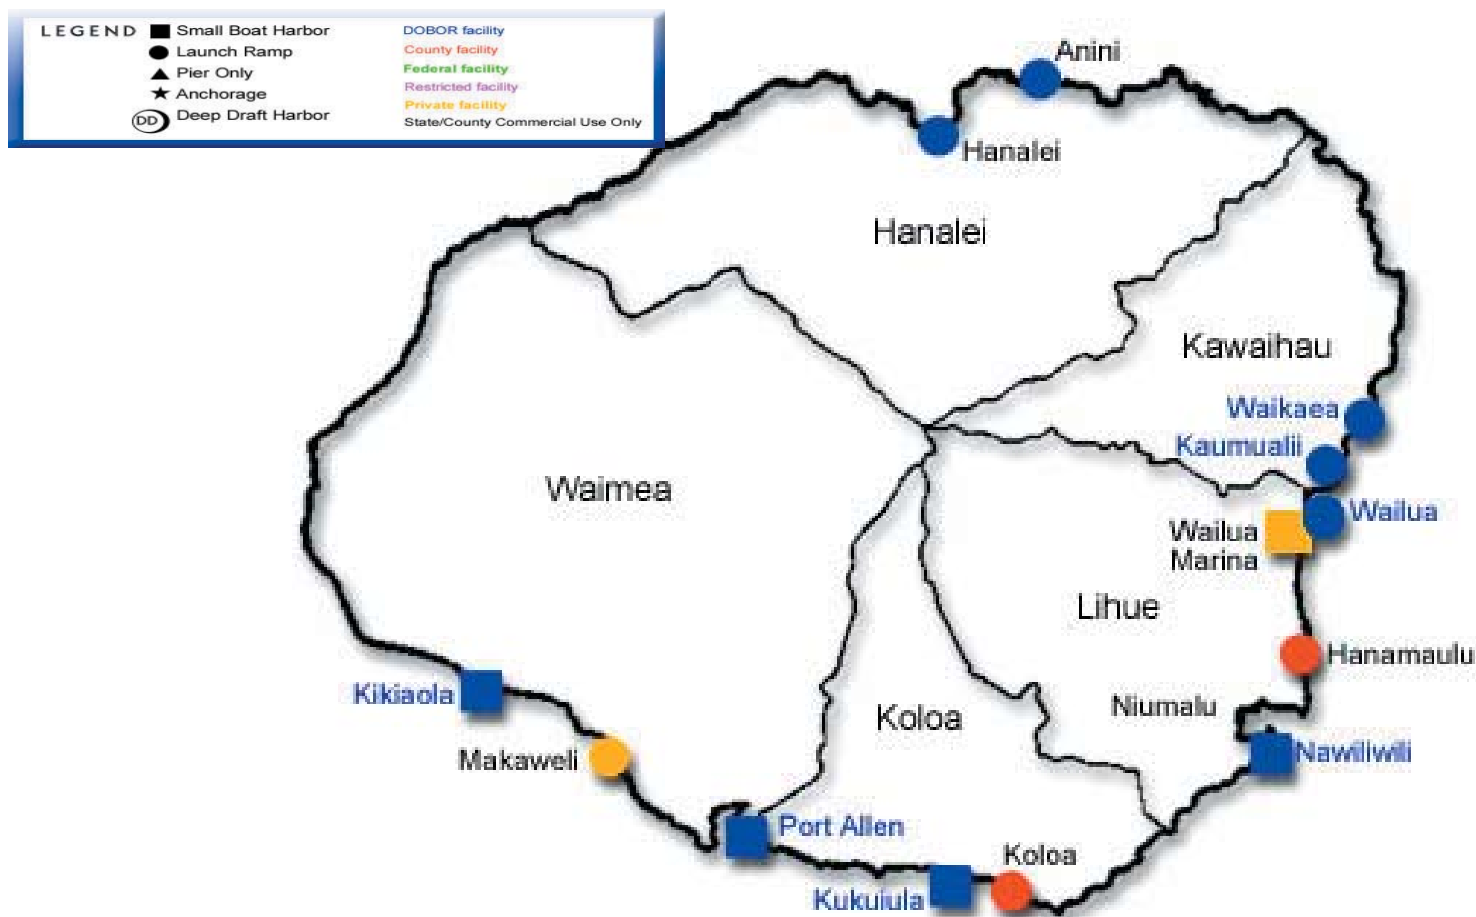 LEGEND
Small Boat Harbor
Launch Ramp
Pier Only
Anchorage
DD Deep Draft Harbor
DOBOR facility
County facility
Federal facility
Restricted facility
Private facility
State/County Commercial Use Only
Anini
Hanalei
Hanalei
Kawaihau
Waikaea
Kaumualii
Waimea
Wailua
Wailua
Marina
Lihue
Hanamaulu
Kikiaola
Niumalu
Koloa
Nawiliwili
Makaweli
Port Allen
Koloa
Kukuiula